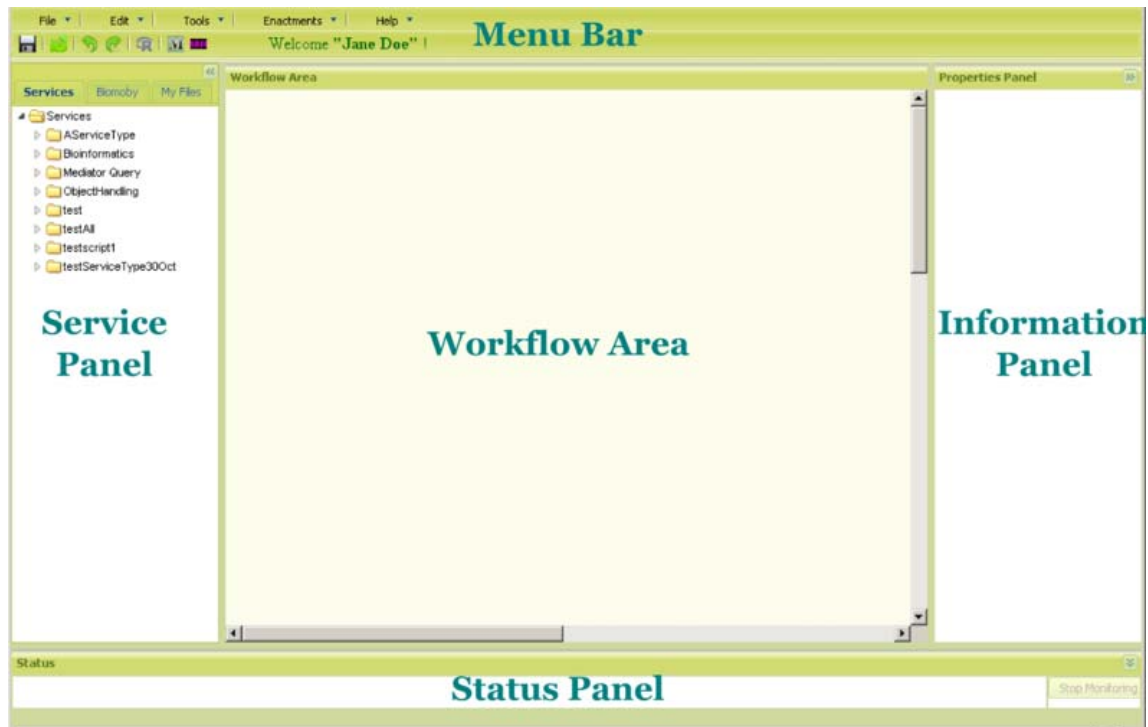 File Edit Tools Enactments Help
Welcome "Jane Doe" !
Menu Bar
Services Biomoby My Files
Services
AServiceType
Bioinformatics
Mediator Query
ObjectHandling
test
testAll
testscript1
testServiceType30Oct
Service
Panel
Workflow Area
Workflow Area
Properties Panel
Information
Panel
Status
Status Panel
Stop Monitoring